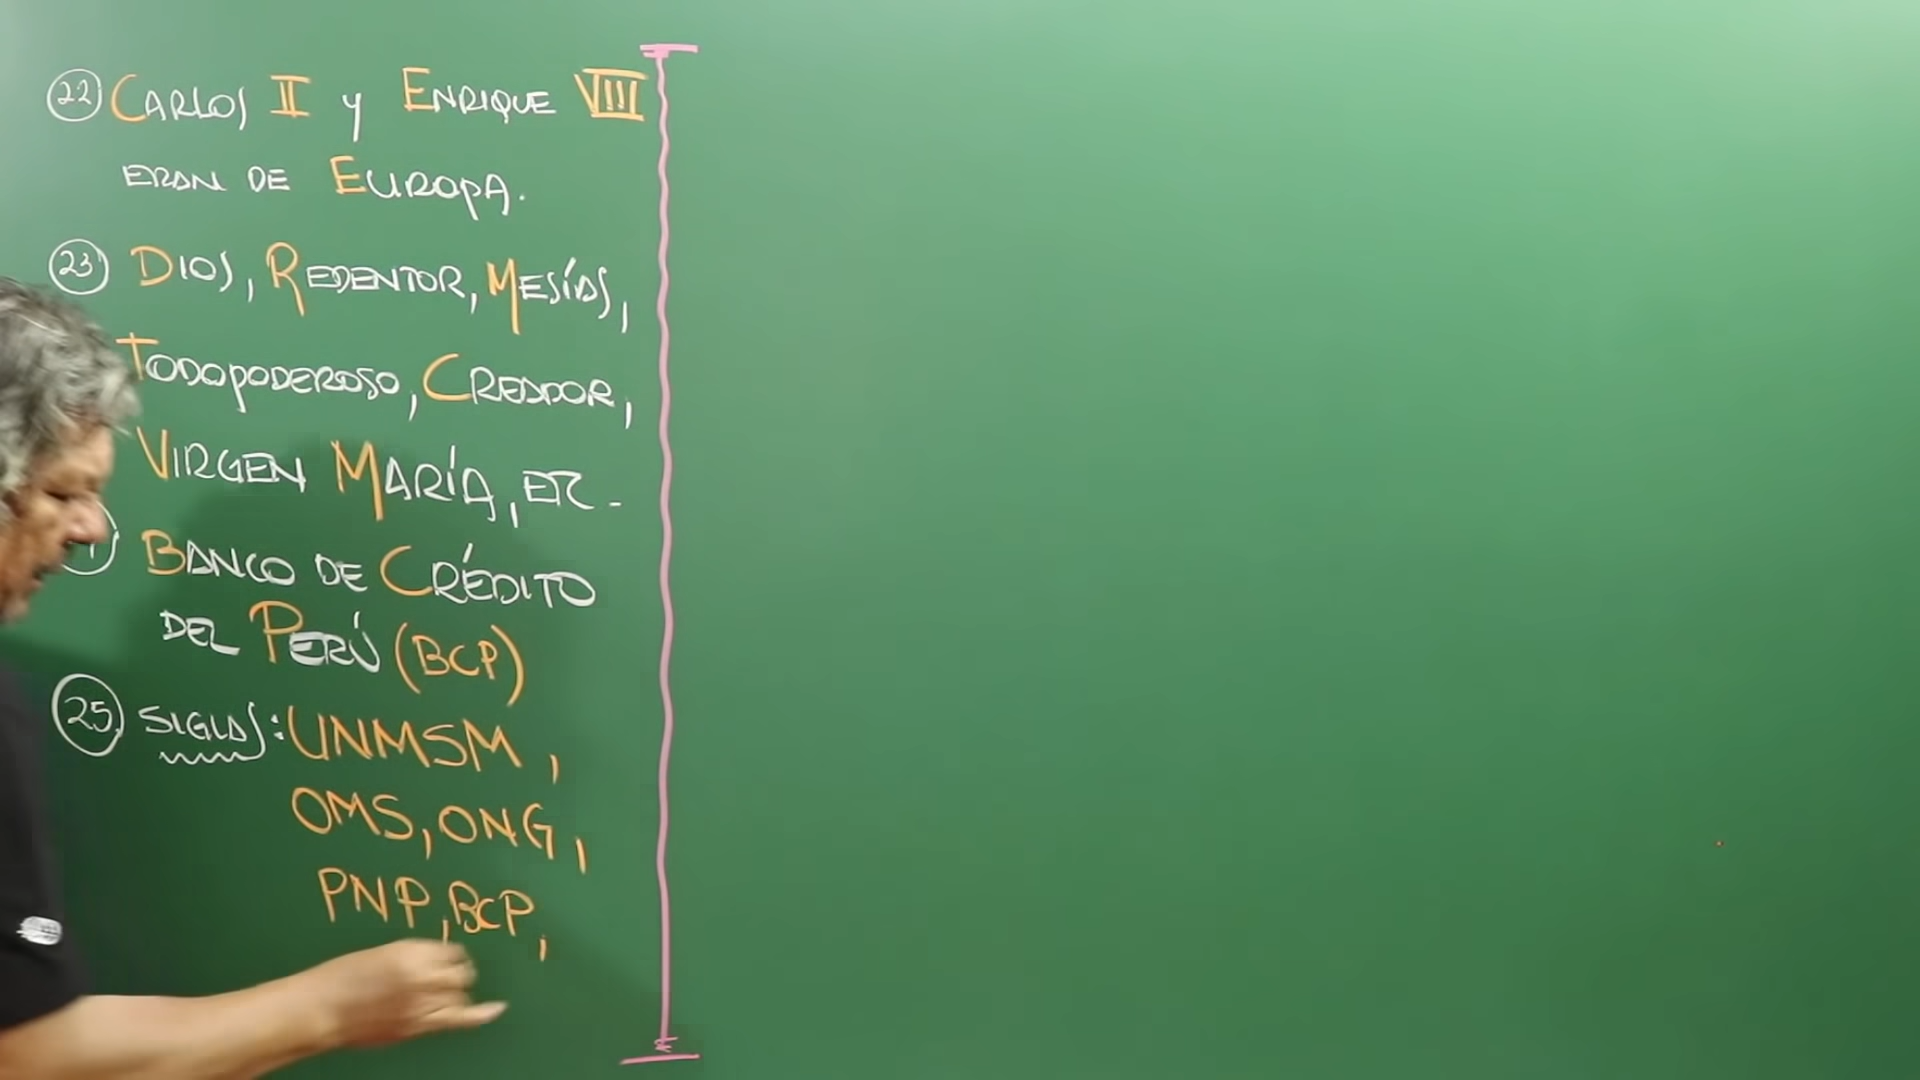 22 CARLOS II y ENRIQUE VIII
ERAN DE EUROPA.
23 DIOS, REDENTOR, MESÍAS,
TODOPODEROSO, CREADOR,
VIRGEN MARÍA, ETC.
BANCO DE CRÉDITO
DEL PERÚ (BCP)
25. SIGLAS: UNMSM,
OMS, ONG,
PNP, BCP,